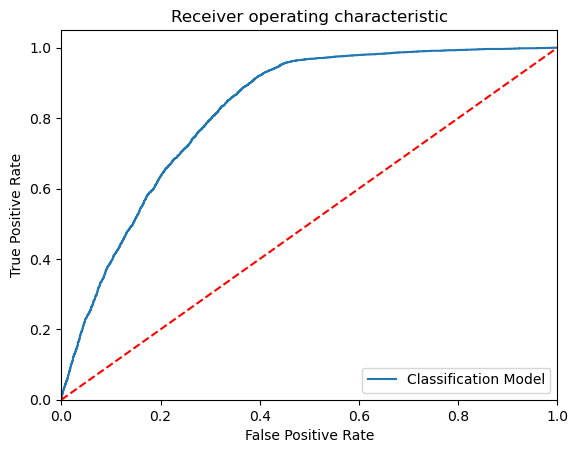 Receiver operating characteristic
True Positive Rate
1.0
0.8
0.6
0.4
0.2
0.0
0.0 0.2 0.4 0.6 0.8 1.0
False Positive Rate
Classification Model